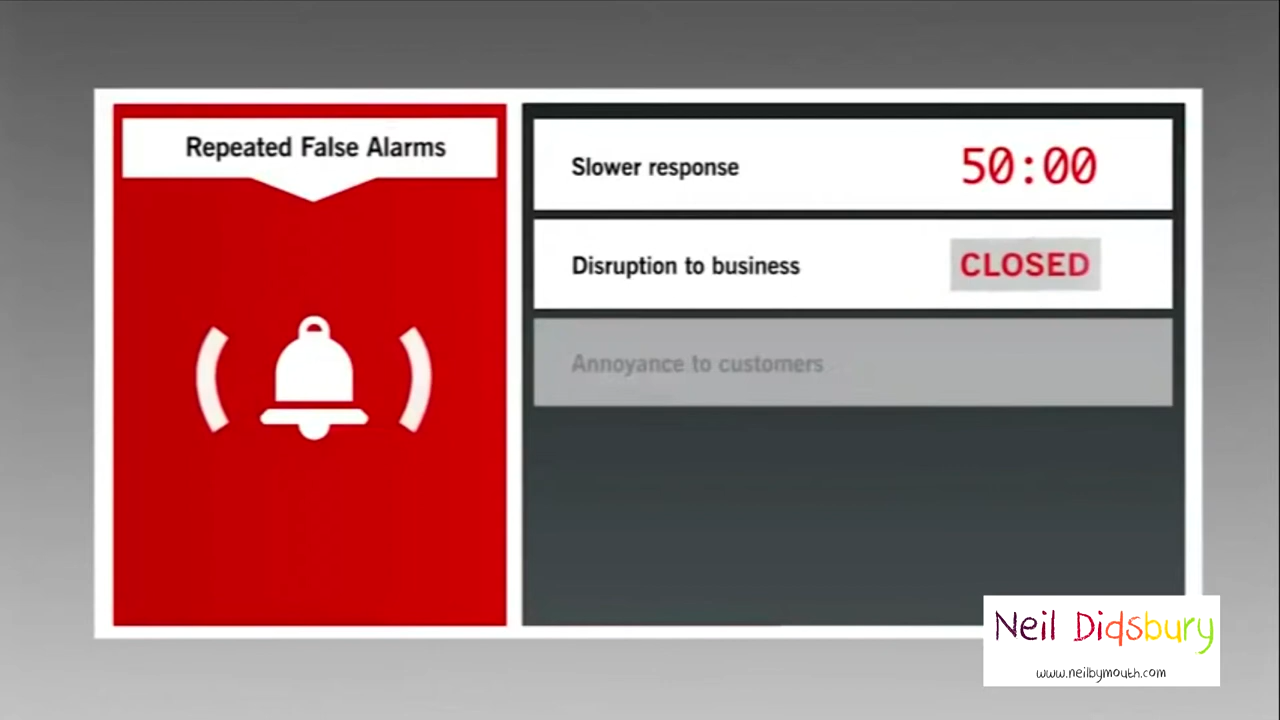 Repeated False Alarms
Slower response 50:00
Disruption to business CLOSED
Annoyance to customers
Neil Didsbury
www.neilbymouth.com